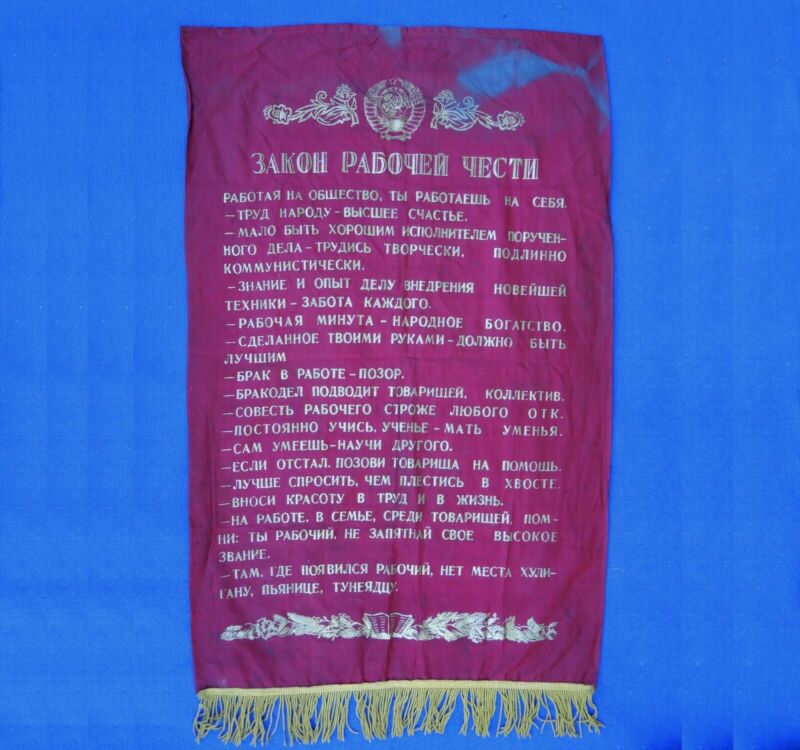 ЗАКОН РАБОЧЕЙ ЧЕСТИ
РАБОТАЯ НА ОБЩЕСТВО, ТЫ РАБОТАЕШЬ НА СЕБЯ.
–ТРУД НАРОДУ–ВЫСШЕЕ СЧАСТЬЕ.
–МАЛО БЫТЬ ХОРОШИМ ИСПОЛНИТЕЛЕМ ПОРУЧЕН-
НОГО ДЕЛА–ТРУДИСЬ ТВОРЧЕСКИ, ПОДЛИННО
КОММУНИСТИЧЕСКИ.
–ЗНАНИЕ И ОПЫТ ДЕЛУ ВНЕДРЕНИЯ НОВЕЙШЕЙ
ТЕХНИКИ–ЗАБОТА КАЖДОГО.
–РАБОЧАЯ МИНУТА–НАРОДНОЕ БОГАТСТВО.
–СДЕЛАННОЕ ТВОИМИ РУКАМИ–ДОЛЖНО БЫТЬ
ЛУЧШИМ
–БРАК В РАБОТЕ–ПОЗОР.
–БРАКОДЕЛ ПОДВОДИТ ТОВАРИЩЕЙ, КОЛЛЕКТИВ.
–СОВЕСТЬ РАБОЧЕГО СТРОЖЕ ЛЮБОГО ОТК.
–ПОСТОЯННО УЧИСЬ. УЧЕНЬЕ–МАТЬ УМЕНЬЯ.
–САМ УМЕЕШЬ–НАУЧИ ДРУГОГО.
–ЕСЛИ ОТСТАЛ, ПОЗОВИ ТОВАРИЩА НА ПОМОЩЬ.
–ЛУЧШЕ СПРОСИТЬ, ЧЕМ ПЛЕСТИСЬ В ХВОСТЕ.
–ВНОСИ КРАСОТУ В ТРУД И В ЖИЗНЬ.
–НА РАБОТЕ, В СЕМЬЕ, СРЕДИ ТОВАРИЩЕЙ, ПОМ-
НИ: ТЫ РАБОЧИЙ, НЕ ЗАПЯТНАЙ СВОЕ ВЫСОКОЕ
ЗВАНИЕ.
–ТАМ, ГДЕ ПОЯВИЛСЯ РАБОЧИЙ, НЕТ МЕСТА ХУЛИ-
ГАНУ, ПЬЯНИЦЕ, ТУНЕЯДЦУ.